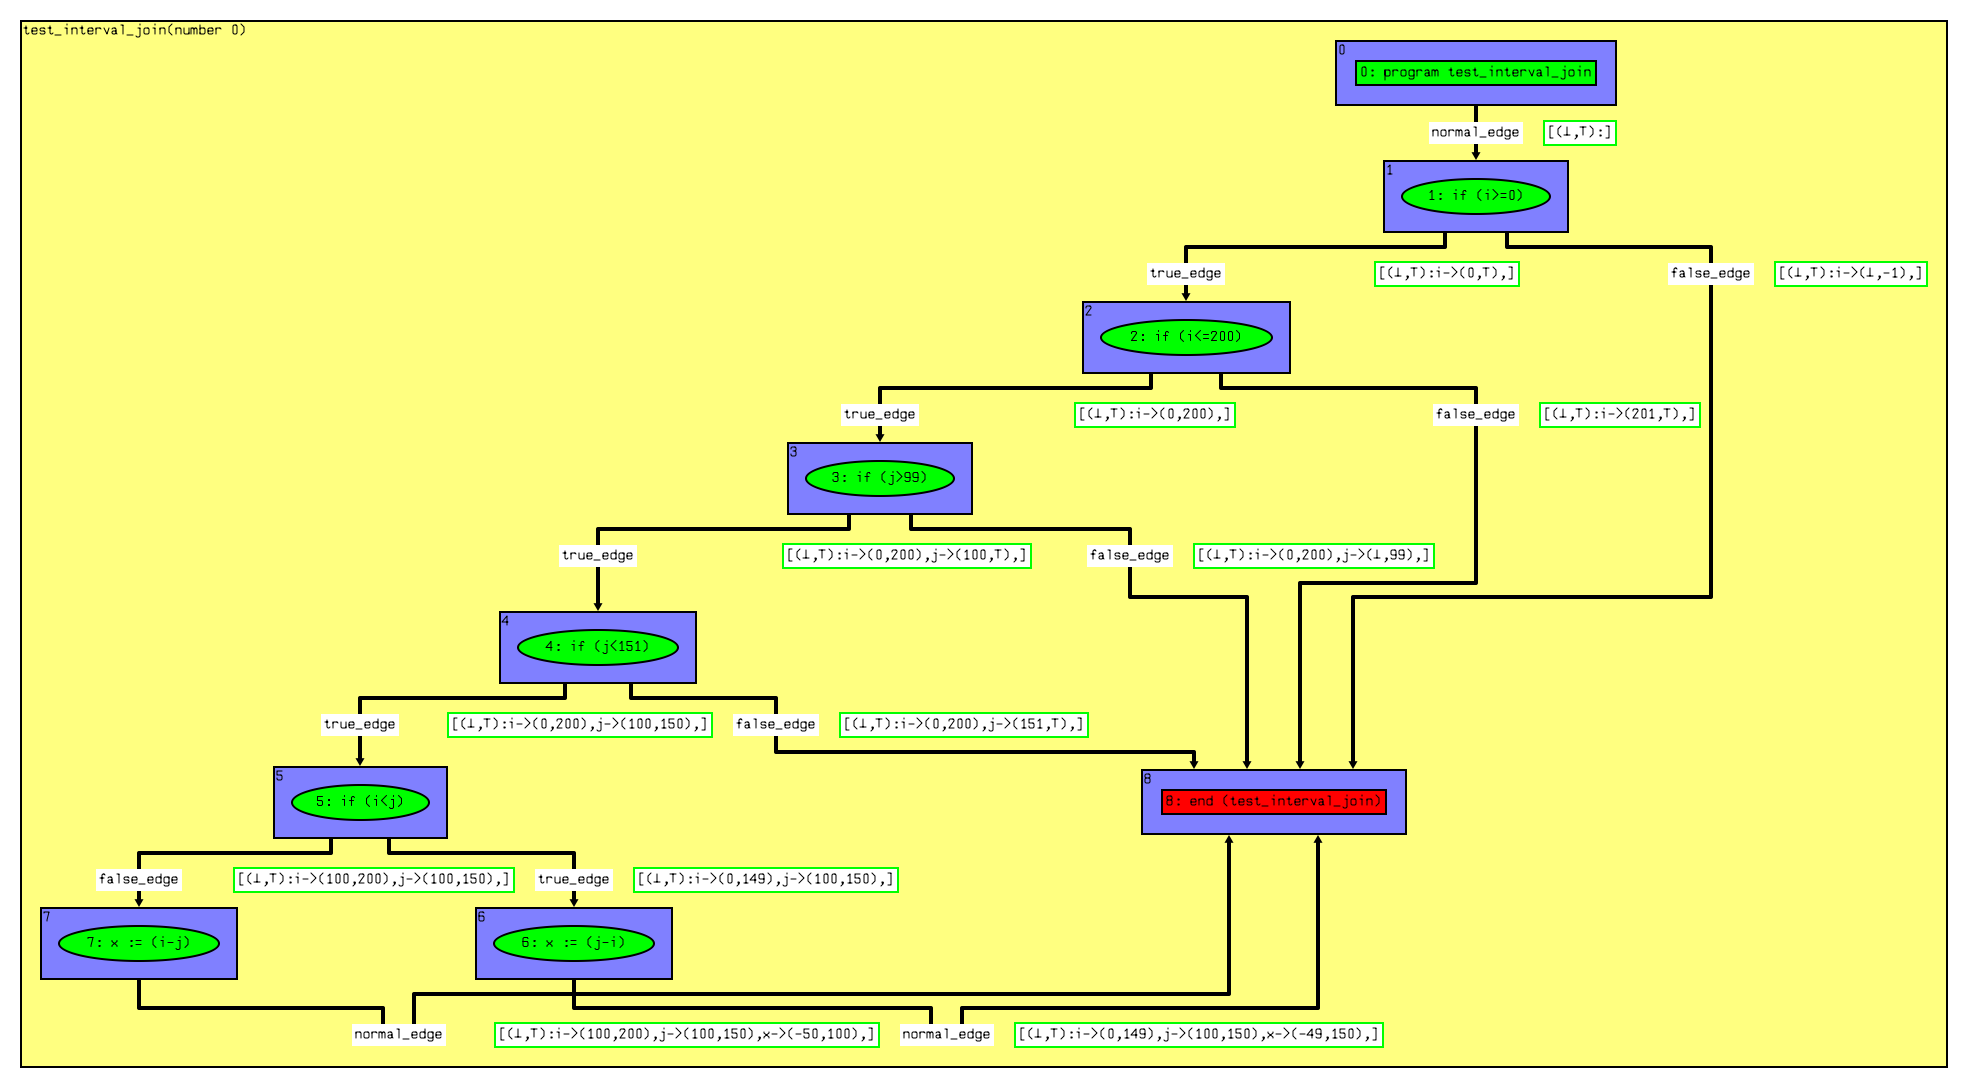 test_interval_join(number 0)
0
0: program test_interval_join
normal_edge
[(⊥,T):]
1
1: if (i>=0)
true_edge
[(⊥,T):i->(0,T),]
false_edge
[(⊥,T):i->(⊥,-1),]
2
2: if (i<=200)
true_edge
[(⊥,T):i->(0,200),]
false_edge
[(⊥,T):i->(201,T),]
3
3: if (j>99)
true_edge
[(⊥,T):i->(0,200),j->(100,T),]
false_edge
[(⊥,T):i->(0,200),j->(⊥,99),]
4
4: if (j<151)
true_edge
[(⊥,T):i->(0,200),j->(100,150),]
false_edge
[(⊥,T):i->(0,200),j->(151,T),]
5
5: if (i<j)
8
8: end (test_interval_join)
false_edge
[(⊥,T):i->(100,200),j->(100,150),]
true_edge
[(⊥,T):i->(0,149),j->(100,150),]
7
7: x := (i-j)
6
6: x := (j-i)
normal_edge
[(⊥,T):i->(100,200),j->(100,150),x->(-50,100),]
normal_edge
[(⊥,T):i->(0,149),j->(100,150),x->(-49,150),]